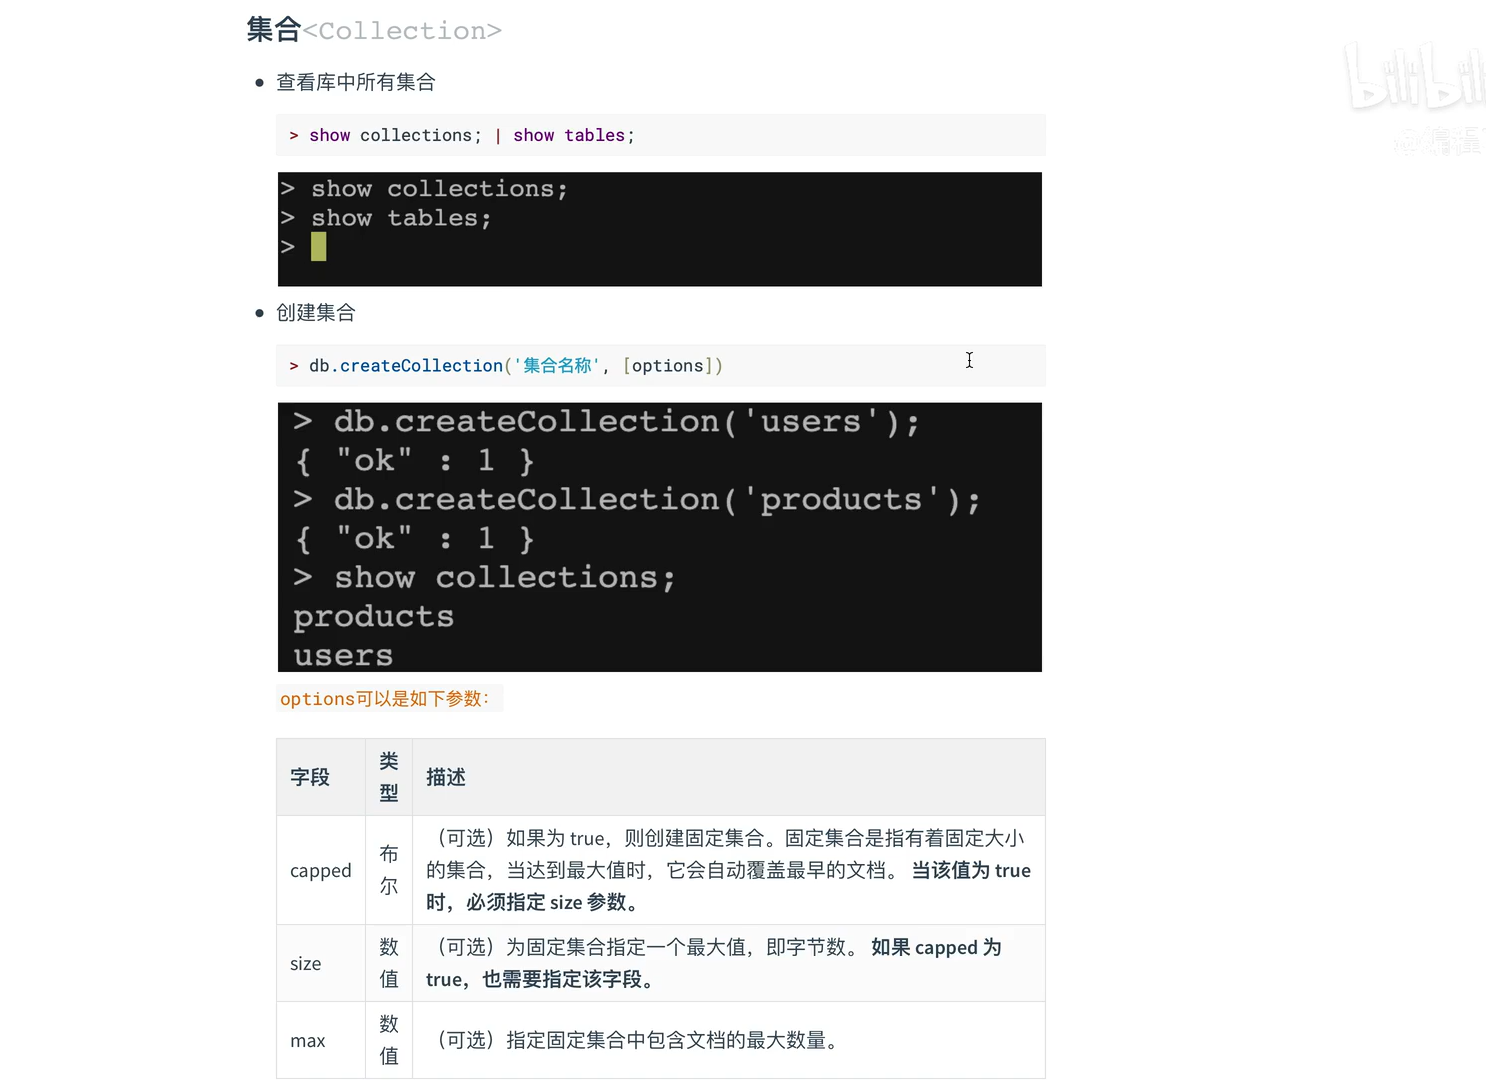 集合<Collection>
查看库中所有集合
> show collections; | show tables;
> show collections;
> show tables;
>
创建集合
> db.createCollection('集合名称', [options])
> db.createCollection('users');
{ "ok" : 1 }
> db.createCollection('products');
{ "ok" : 1 }
> show collections;
products
users
options可以是如下参数：
字段 类型 描述
capped 布尔 （可选）如果为 true，则创建固定集合。固定集合是指有着固定大小
的集合，当达到最大值时，它会自动覆盖最早的文档。 当该值为 true
时，必须指定 size 参数。
size 数值 （可选）为固定集合指定一个最大值，即字节数。 如果 capped 为
true，也需要指定该字段。
max 数值 （可选）指定固定集合中包含文档的最大数量。
bilibili